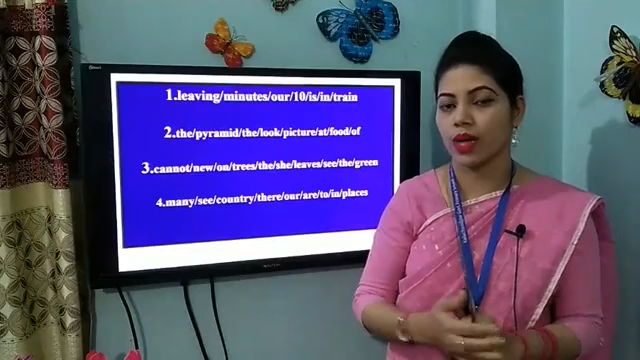 1.leaving/minutes/our/10/is/in/train
2.the/pyramid/the/look/picture/at/food/of
3.cannot/new/on/trees/the/she/leaves/see/the/green
4.many/see/country/there/our/are/to/in/places